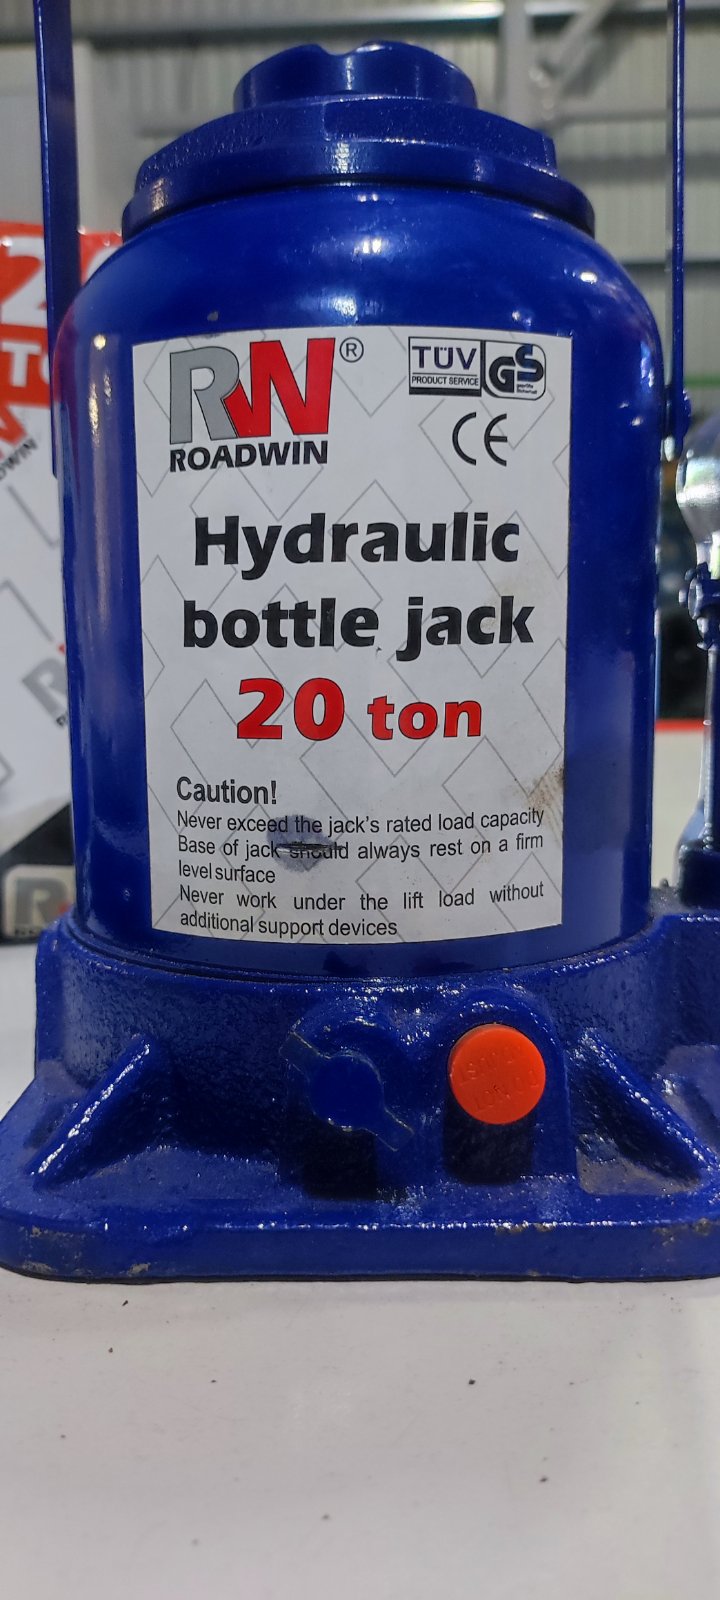 RW®
ROADWIN
TÜV
PRODUCT SERVICE
GS
geprüfte
Sicherheit
CE
Hydraulic
bottle jack
20 ton
Caution!
Never exceed the jack's rated load capacity
Base of jack should always rest on a firm
level surface
Never work under the lift load without
additional support devices